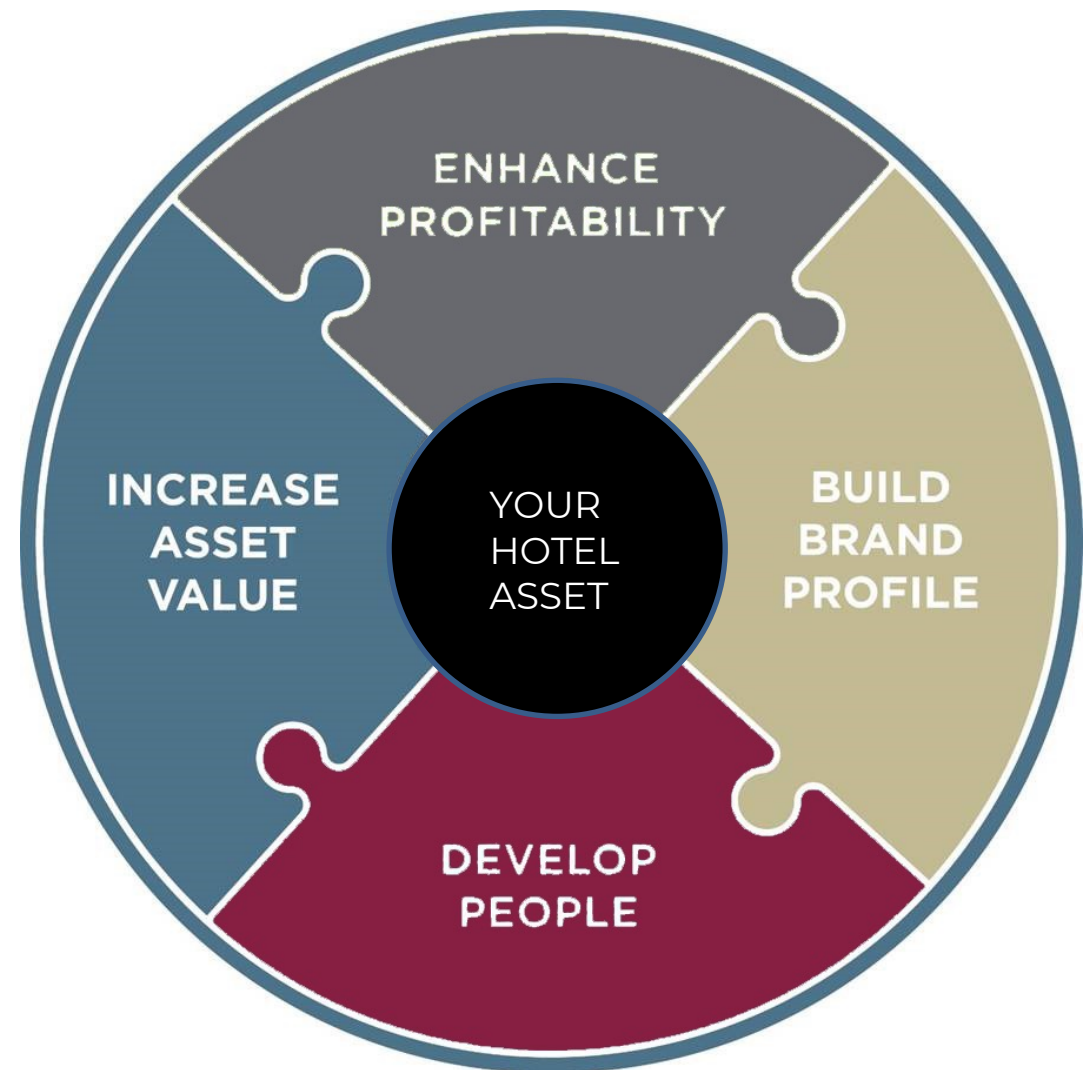 ENHANCE
PROFITABILITY
INCREASE
ASSET
VALUE
YOUR
HOTEL
ASSET
BUILD
BRAND
PROFILE
DEVELOP
PEOPLE